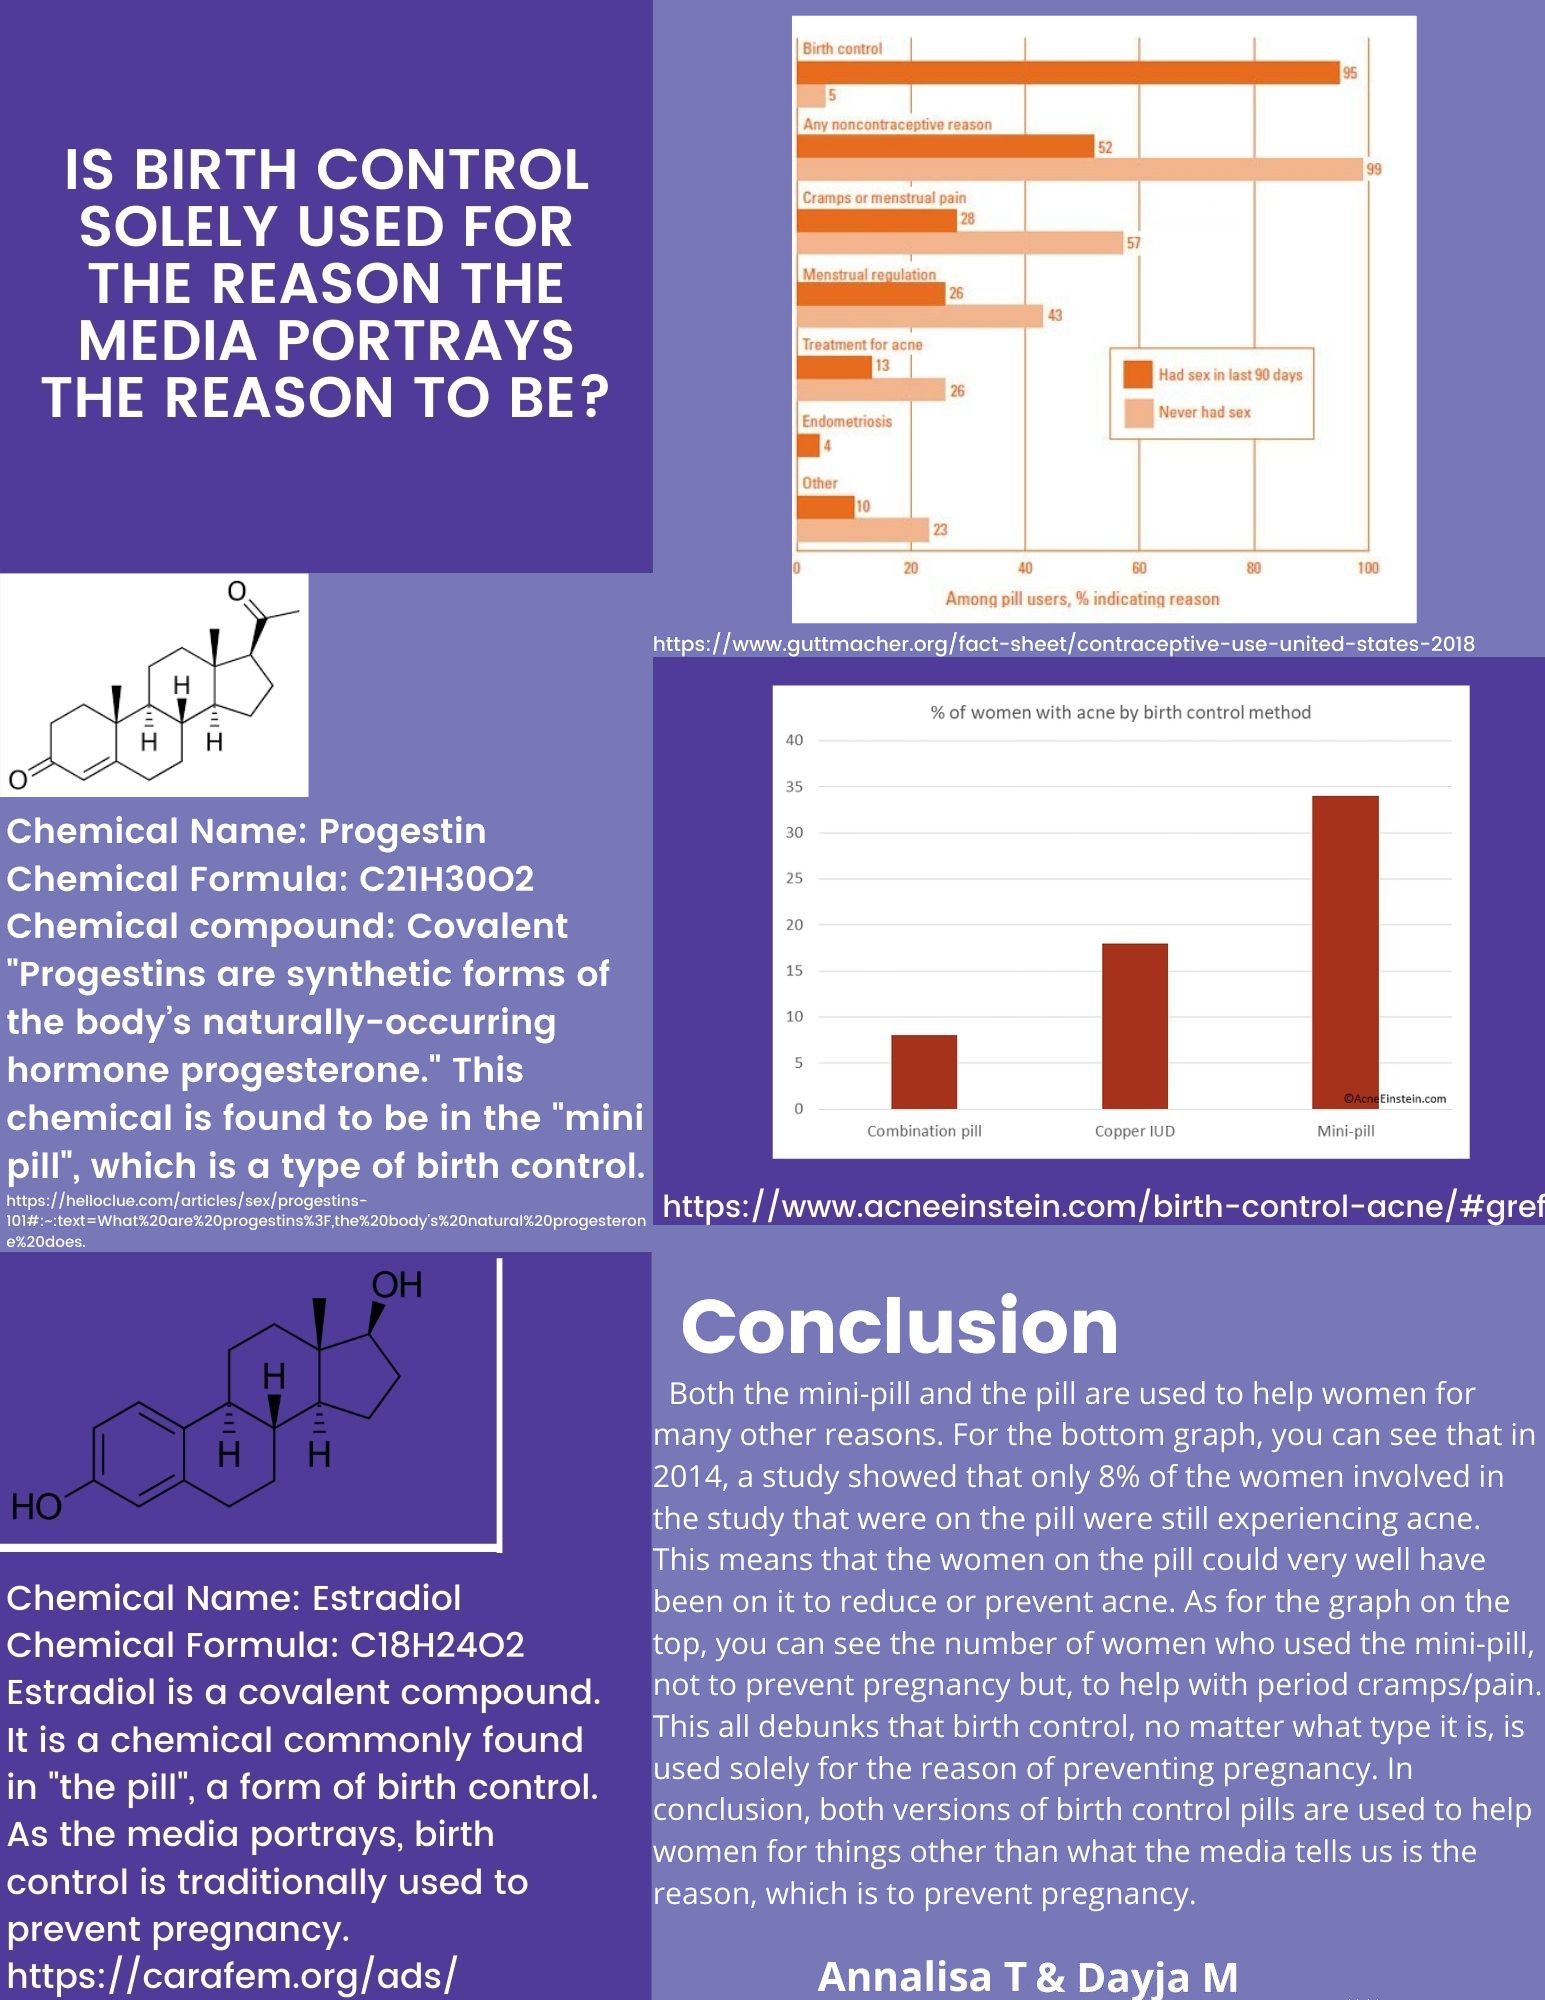 IS BIRTH CONTROL
SOLELY USED FOR
THE REASON THE
MEDIA PORTRAYS
THE REASON TO BE?
Birth control
95
5
Any noncontraceptive reason
52
99
Cramps or menstrual pain
28
57
Menstrual regulation
26
43
Treatment for acne
13
26
Endometriosis
4
Other
10
23
Had sex in last 90 days
Never had sex
0 20 40 60 80 100
Among pill users, % indicating reason
https://www.guttmacher.org/fact-sheet/contraceptive-use-united-states-2018
O
H
H H
O
Chemical Name: Progestin
Chemical Formula: C21H30O2
Chemical compound: Covalent
"Progestins are synthetic forms of
the body's naturally-occurring
hormone progesterone." This
chemical is found to be in the "mini
pill", which is a type of birth control.
https://helloclue.com/articles/sex/progestins-
101#:~:text=What%20are%20progestins%3F,the%20body's%20natural%20progesteron
e%20does.
% of women with acne by birth control method
40
35
30
25
20
15
10
5
0
©AcneEinstein.com
Combination pill Copper IUD Mini-pill
https://www.acneeinstein.com/birth-control-acne/#gref
OH
H
H H
HO
Chemical Name: Estradiol
Chemical Formula: C18H24O2
Estradiol is a covalent compound.
It is a chemical commonly found
in "the pill", a form of birth control.
As the media portrays, birth
control is traditionally used to
prevent pregnancy.
https://carafem.org/ads/
Conclusion
Both the mini-pill and the pill are used to help women for
many other reasons. For the bottom graph, you can see that in
2014, a study showed that only 8% of the women involved in
the study that were on the pill were still experiencing acne.
This means that the women on the pill could very well have
been on it to reduce or prevent acne. As for the graph on the
top, you can see the number of women who used the mini-pill,
not to prevent pregnancy but, to help with period cramps/pain.
This all debunks that birth control, no matter what type it is, is
used solely for the reason of preventing pregnancy. In
conclusion, both versions of birth control pills are used to help
women for things other than what the media tells us is the
reason, which is to prevent pregnancy.
Annalisa T & Dayja M